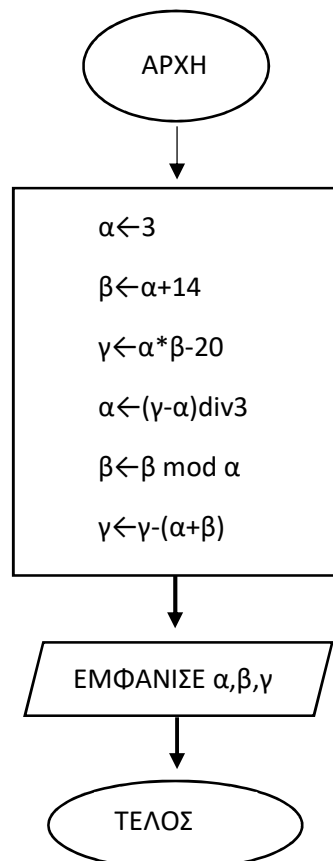 ΑΡΧΗ
α←3
β←α+14
γ←α*β-20
α←(γ-α)div3
β←β mod α
γ←γ-(α+β)
ΕΜΦΑΝΙΣΕ α,β,γ
ΤΕΛΟΣ